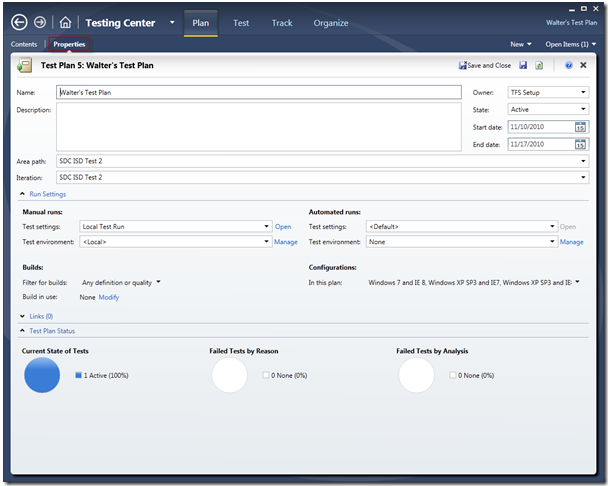 Testing Center Plan Test Track Organize Walter's Test Plan
Contents Properties New Open Items (1)
Test Plan 5: Walter's Test Plan Save and Close
Name: Walter's Test Plan Owner: TFS Setup
Description: State: Active
Start date: 11/10/2010 15
End date: 11/17/2010 15
Area path: SDC ISD Test 2
Iteration: SDC ISD Test 2
Run Settings
Manual runs: Automated runs:
Test settings: Local Test Run Open Test settings: <Default> Open
Test environment: <Local> Manage Test environment: None Manage
Builds: Configurations:
Filter for builds: Any definition or quality In this plan: Windows 7 and IE 8, Windows XP SP3 and IE7, Windows XP SP3 and IE8
Build in use: None Modify
Links (0)
Test Plan Status
Current State of Tests Failed Tests by Reason Failed Tests by Analysis
1 Active (100%) 0 None (0%) 0 None (0%)